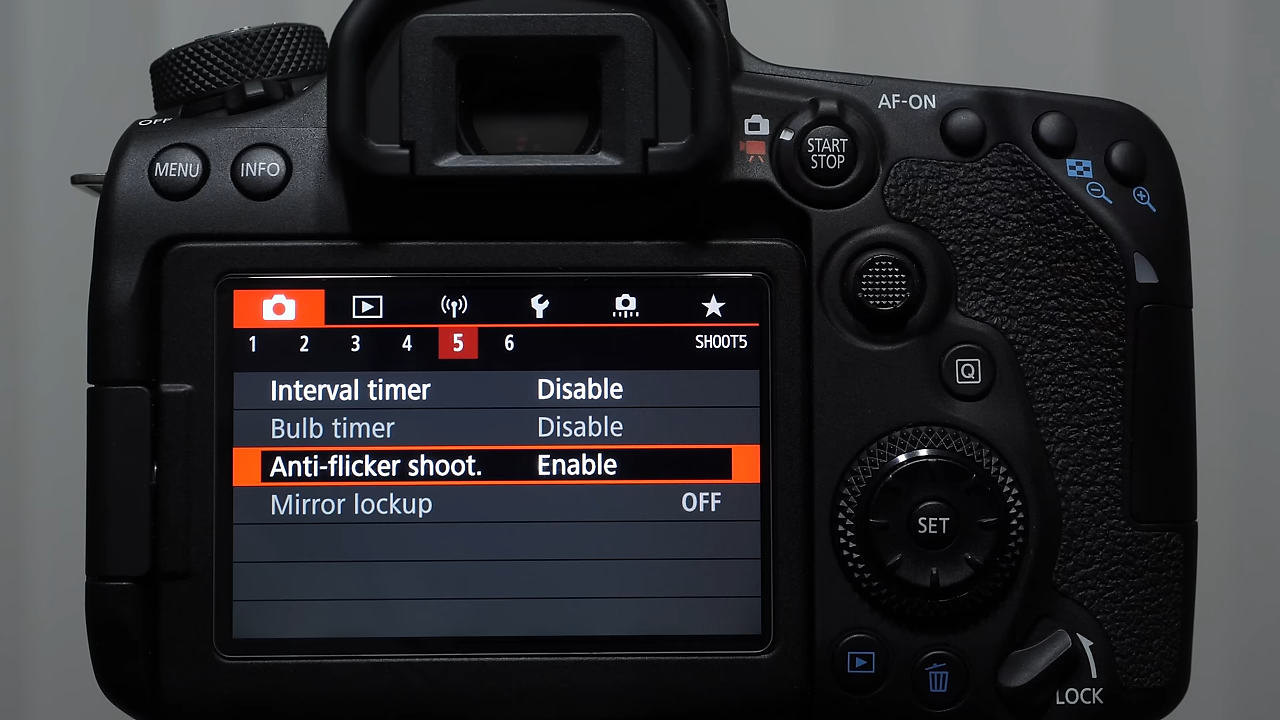 OFF
MENU INFO
START
STOP
AF-ON
1 2 3 4 5 6 SHOOT5
Interval timer Disable
Bulb timer Disable
Anti-flicker shoot. Enable
Mirror lockup OFF
Q
SET
LOCK